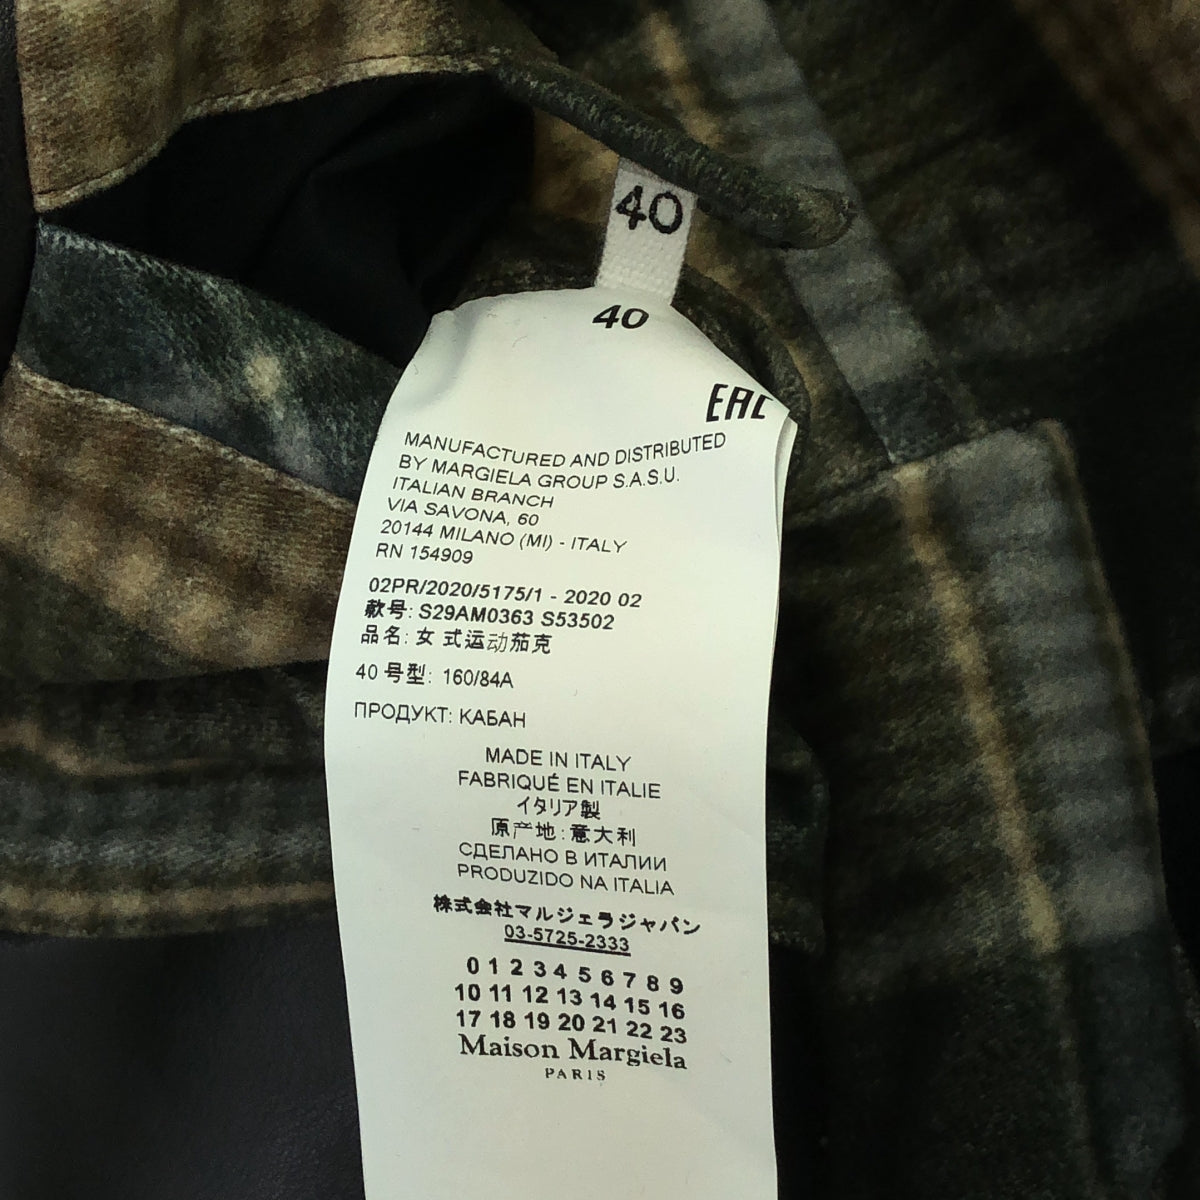 40
40
EAC
MANUFACTURED AND DISTRIBUTED
BY MARGIELA GROUP S.A.S.U.
ITALIAN BRANCH
VIA SAVONA, 60
20144 MILANO (MI) - ITALY
RN 154909
02PR/2020/5175/1 - 2020 02
款号: S29AM0363 S53502
品名: 女 式运动茄克
40 号型: 160/84A
ПРОДУКТ: КАБАН
MADE IN ITALY
FABRIQUÉ EN ITALIE
イタリア製
原产地: 意大利
СДЕЛАНО В ИТАЛИИ
PRODUZIDO NA ITALIA
株式会社マルジェラジャパン
03-5725-2333
0 1 2 3 4 5 6 7 8 9
10 11 12 13 14 15 16
17 18 19 20 21 22 23
Maison Margiela
PARIS